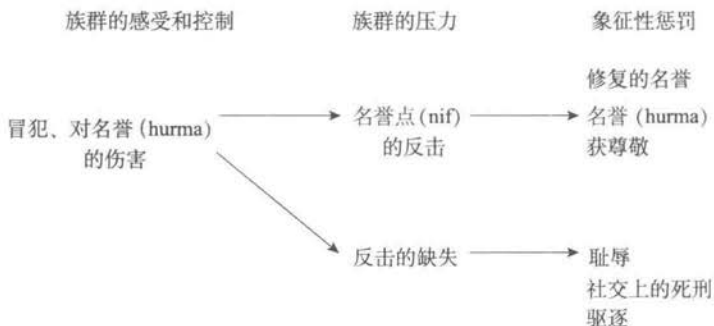 族群的感受和控制 族群的压力 象征性惩罚
修复的名誉
冒犯、对名誉(hurma) 名誉点(nif) 名誉 (hurma)
的伤害 的反击 获尊敬
反击的缺失 耻辱
社交上的死刑
驱逐